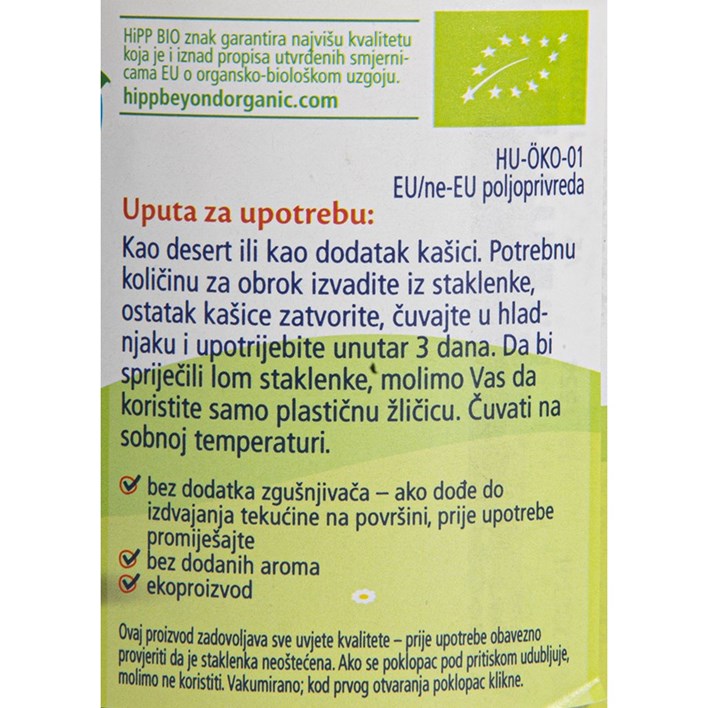 HiPP BIO znak garantira najvišu kvalitetu
koja je i iznad propisa utvrđenih smjerni-
cama EU o organsko-biološkom uzgoju.
hippbeyondorganic.com
HU-ÖKO-01
EU/ne-EU poljoprivreda
Uputa za upotrebu:
Kao desert ili kao dodatak kašici. Potrebnu
količinu za obrok izvadite iz staklenke,
ostatak kašice zatvorite, čuvajte u hlad-
njaku i upotrijebite unutar 3 dana. Da bi
spriječili lom staklenke, molimo Vas da
koristite samo plastičnu žličicu. Čuvati na
sobnoj temperaturi.
bez dodatka zgušnjivača – ako dođe do
izdvajanja tekućine na površini, prije upotrebe
promiješajte
bez dodanih aroma
ekoproizvod
Ovaj proizvod zadovoljava sve uvjete kvalitete – prije upotrebe obavezno
provjeriti da je staklenka neoštećena. Ako se poklopac pod pritiskom udubljuje,
molimo ne koristiti. Vakumirano; kod prvog otvaranja poklopac klikne.